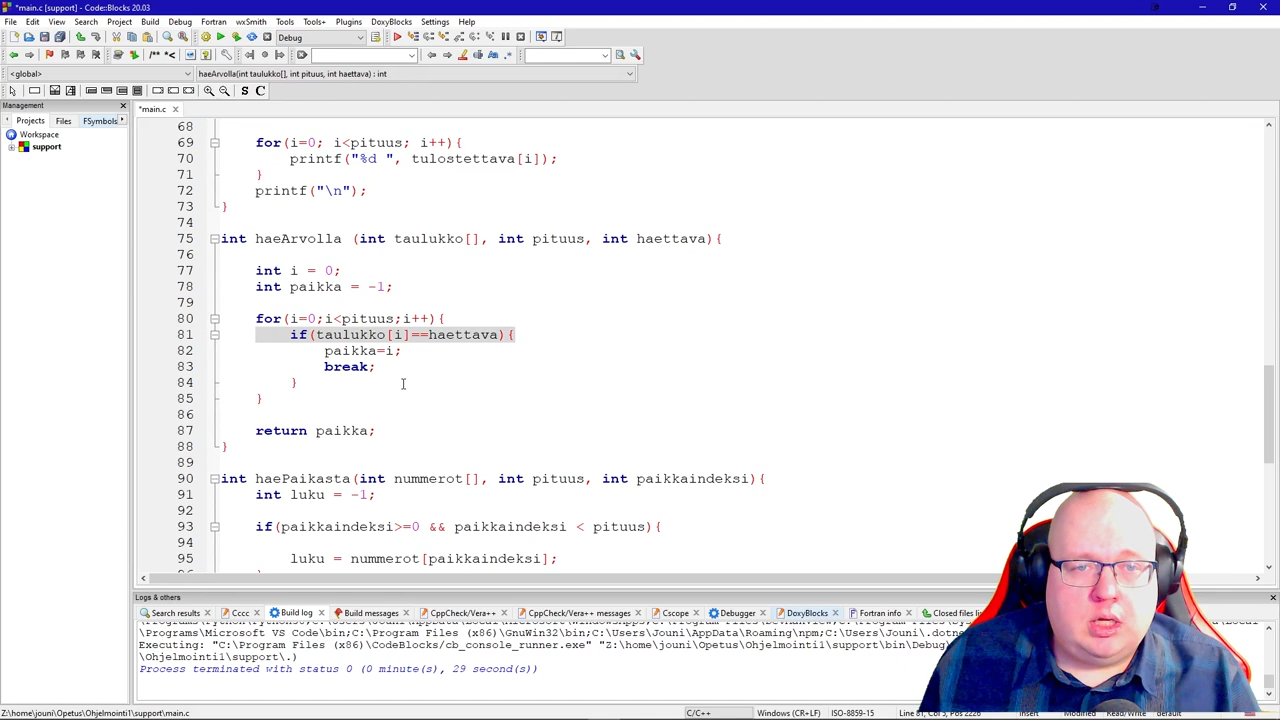 *main.c [support] - Code::Blocks 20.03
File Edit View Search Project Build Debug Fortran wxSmith Tools Tools+ Plugins DoxyBlocks Settings Help
Debug
/** *<
<global>
haeArvolla(int taulukko[], int pituus, int haettava) : int
S C
Management
*main.c
Projects Files FSymbols
Workspace
support
68
69 for(i=0; i<pituus; i++){
70 printf("%d ", tulostettava[i]);
71 }
72 printf("\n");
73 }
74
75 int haeArvolla (int taulukko[], int pituus, int haettava){
76
77 int i = 0;
78 int paikka = -1;
79
80 for(i=0;i<pituus;i++){
81 if(taulukko[i]==haettava){
82 paikka=i;
83 break;
84 }
85 }
86
87 return paikka;
88 }
89
90 int haePaikasta(int nummerot[], int pituus, int paikkaindeksi){
91 int luku = -1;
92
93 if(paikkaindeksi>=0 && paikkaindeksi < pituus){
94
95 luku = nummerot[paikkaindeksi];
Logs & others
Search results Cccc Build log Build messages CppCheck/Vera++ CppCheck/Vera++ messages Cscope Debugger DoxyBlocks Fortran info Closed files
\Programs\Microsoft VS Code\bin;C:\Program Files (x86)\GnuWin32\bin;C:\Users\Jouni\AppData\Roaming\npm;C:\Users\Jouni\.dotne
Executing: "C:\Program Files (x86)\CodeBlocks/cb_console_runner.exe" "Z:\home\jouni\Opetus\Ohjelmointi1\support\bin\Debug\
\Ohjelmointi1\support\.)
Process terminated with status 0 (0 minute(s), 29 second(s))
Z:\home\jouni\Opetus\Ohjelmointi1\support\main.c C/C++ Windows (CR+LF) ISO-8859-15 Line 81, Col 5, Pos 2226 Insert Modified Read/Write default